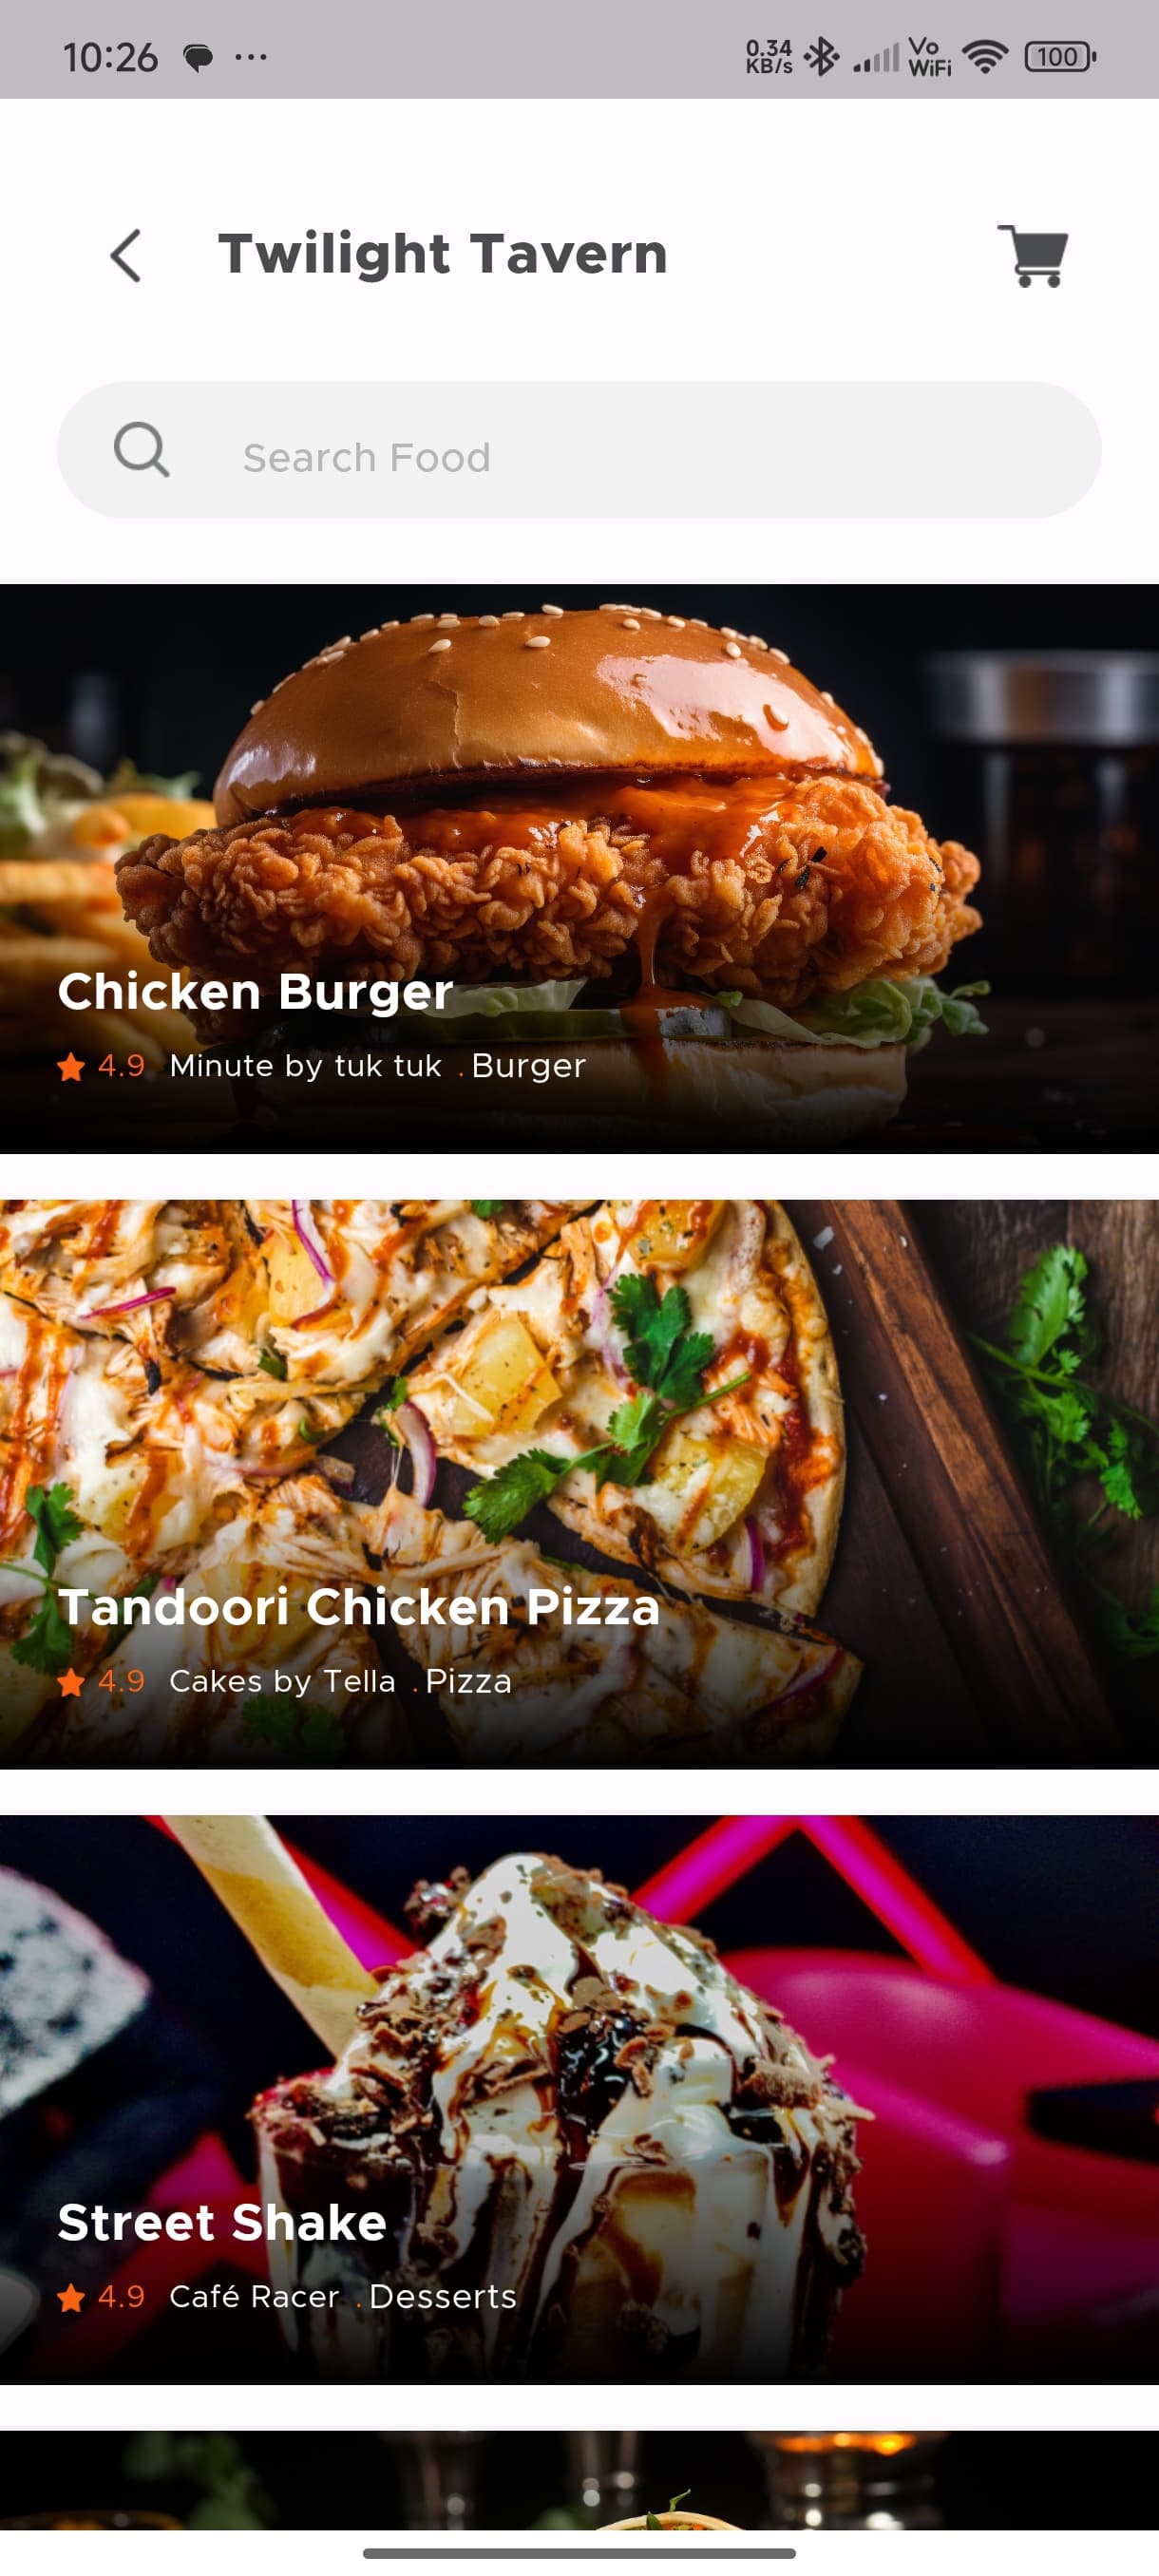 10:26 ... 0.34 KB/s Vo WiFi 100
Twilight Tavern
Search Food
Chicken Burger
4.9 Minute by tuk tuk . Burger
Tandoori Chicken Pizza
4.9 Cakes by Tella . Pizza
Street Shake
4.9 Café Racer . Desserts